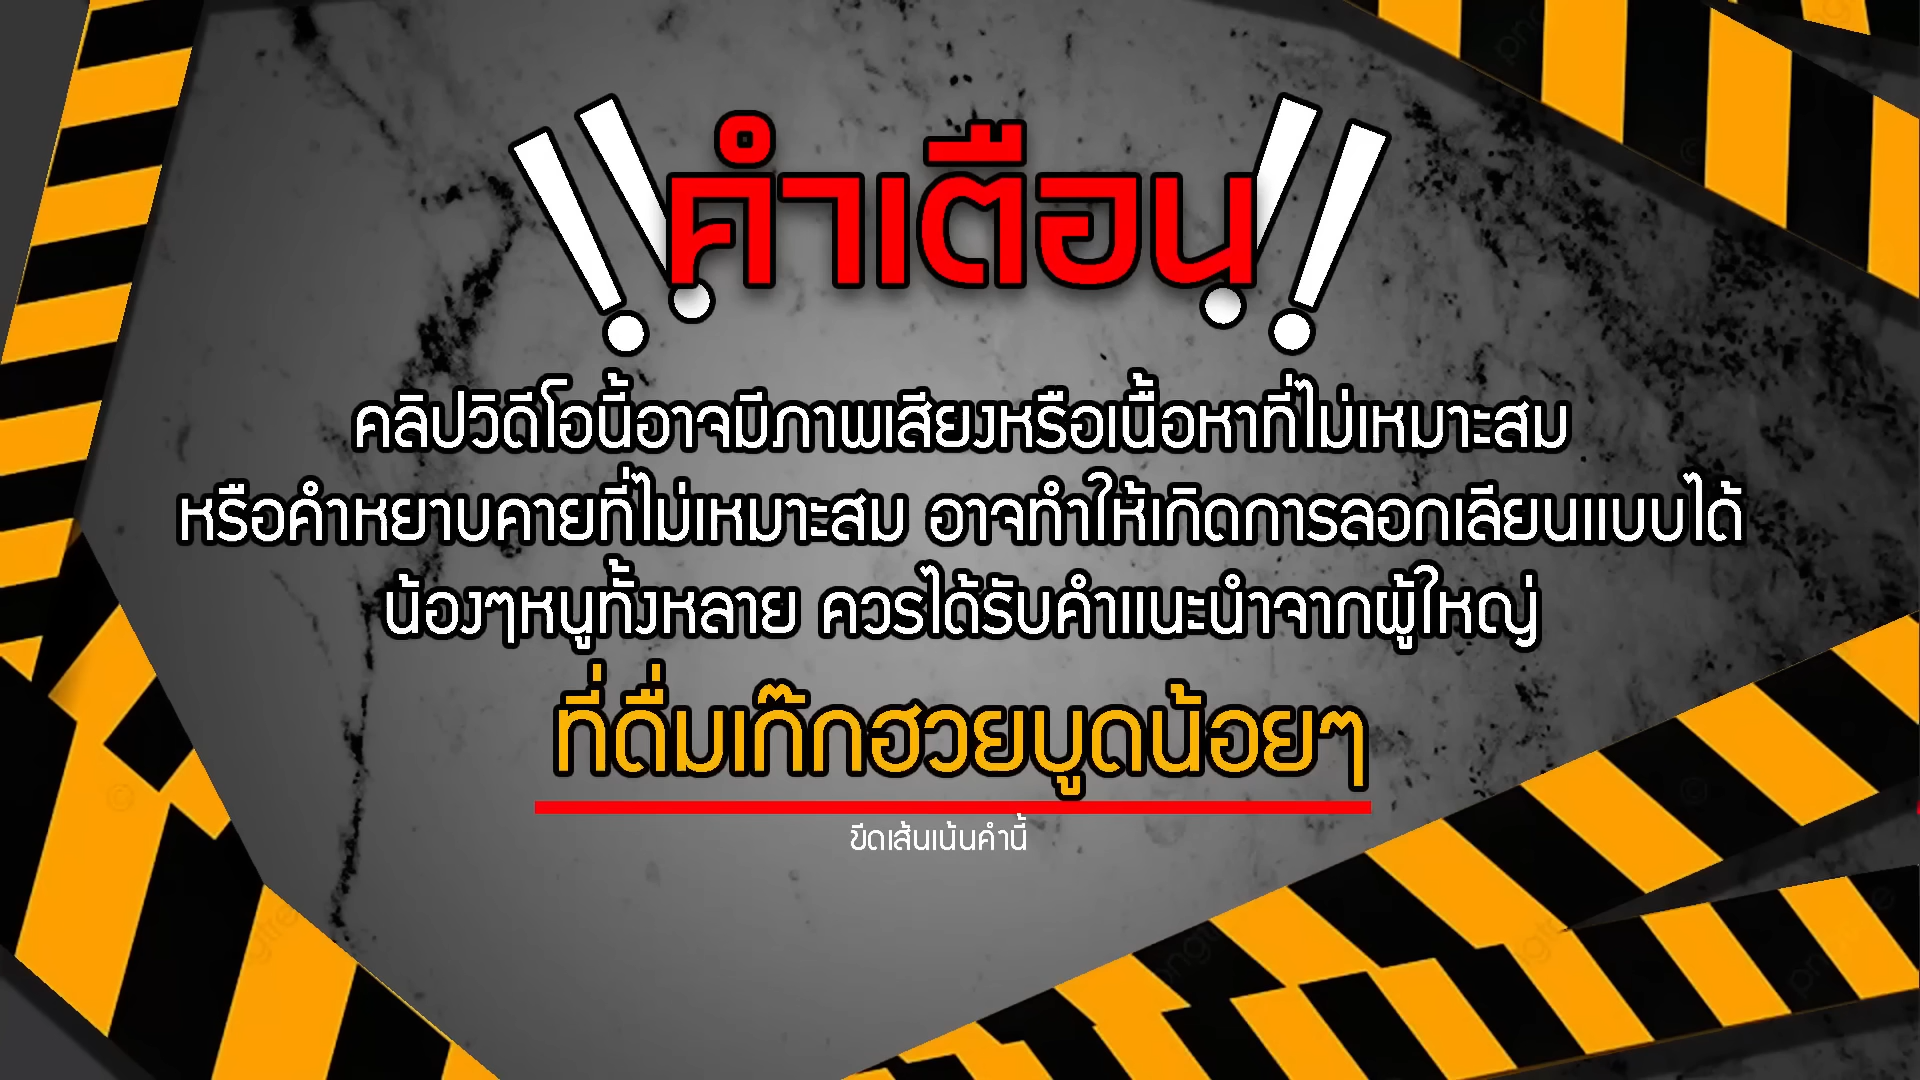 !!คำเตือน!!
คลิปวิดีโอนี้อาจมีภาพเสียงหรือเนื้อหาที่ไม่เหมาะสม
หรือคำหยาบคายที่ไม่เหมาะสม อาจทำให้เกิดการลอกเลียนแบบได้
น้องๆหนูทั้งหลาย ควรได้รับคำแนะนำจากผู้ใหญ่
ที่ดื่มเก๊กฮวยบูดน้อยๆ
ขีดเส้นเน้นคำนี้